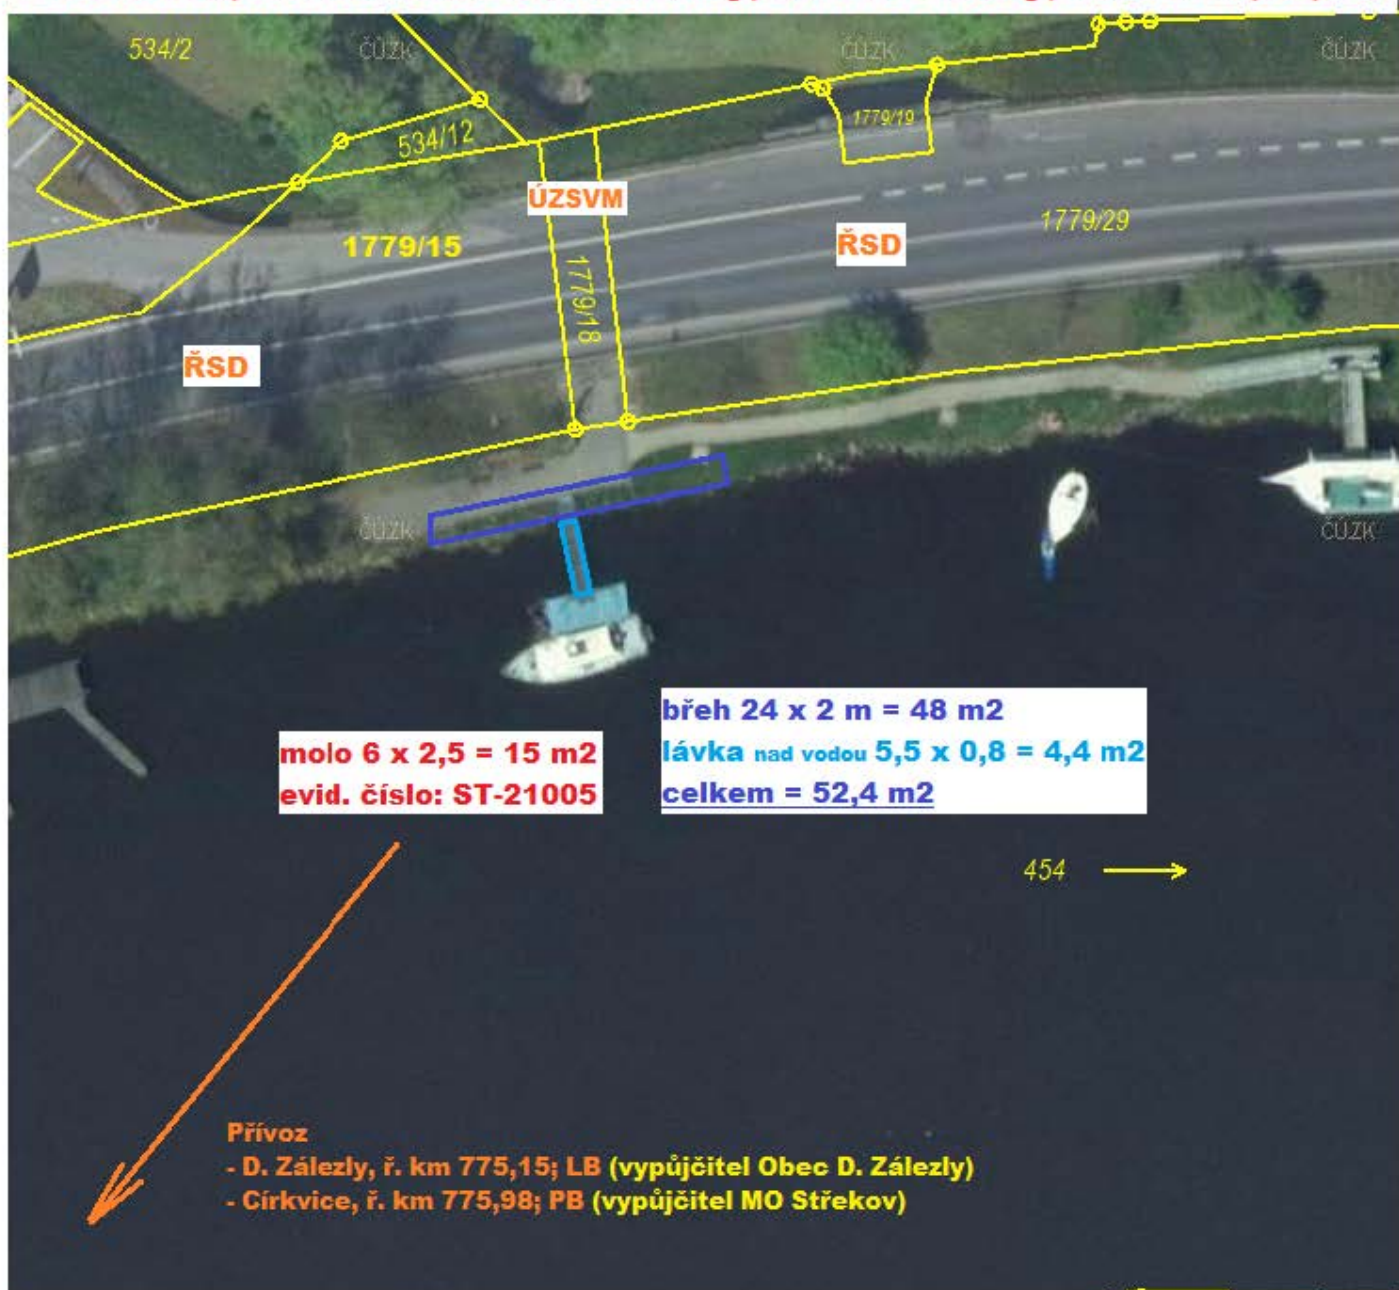 534/2
ČÚZK
ČÚZK
ČÚZK
534/12
1779/19
ÚZSVM
1779/15
ŘSD
1779/29
1779/18
ŘSD
ČÚZK
ČÚZK
břeh 24 x 2 m = 48 m2
molo 6 x 2,5 = 15 m2
lávka nad vodou 5,5 x 0,8 = 4,4 m2
evid. číslo: ST-21005
celkem = 52,4 m2
454
Přívoz
- D. Zálezly, ř. km 775,15; LB (vypůjčitel Obec D. Zálezly)
- Církvice, ř. km 775,98; PB (vypůjčitel MO Střekov)